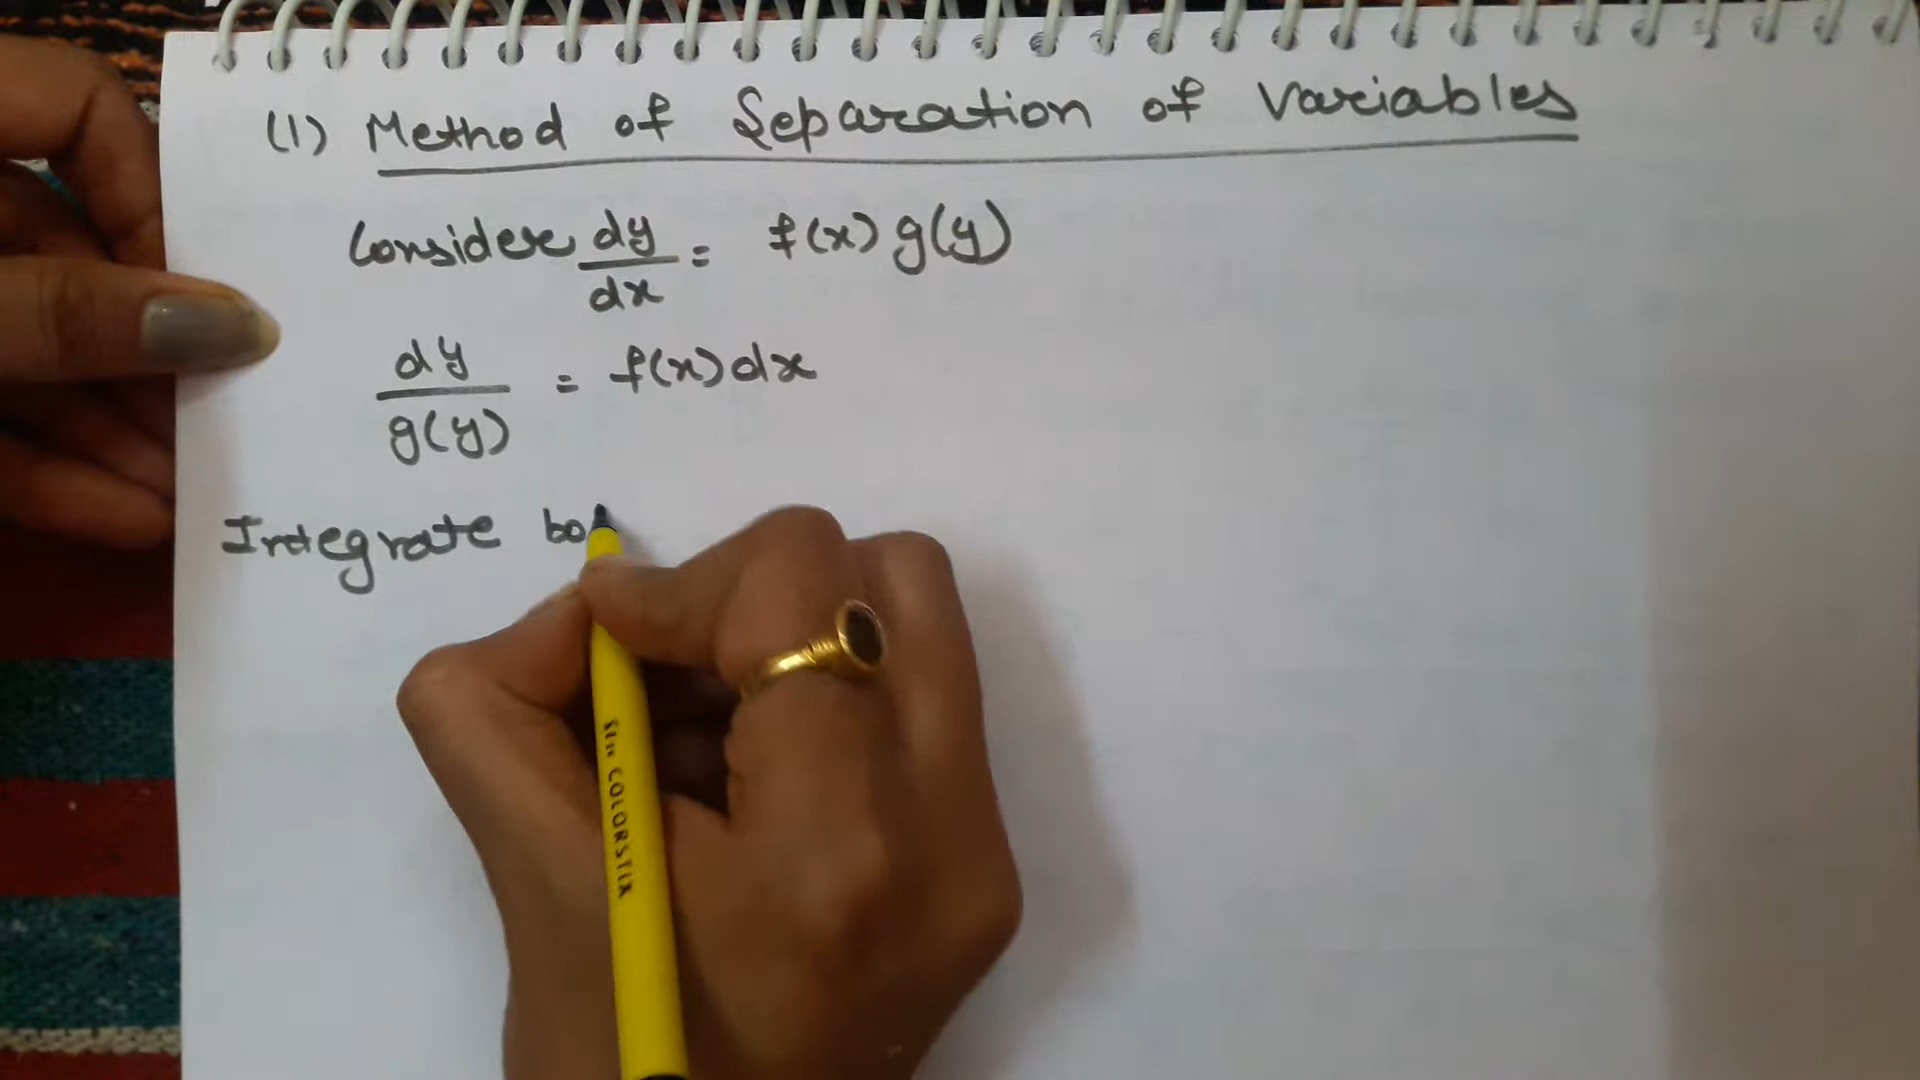 (1) Method of Separation of Variables
Consider dy/dx = f(x) g(y)
dy/g(y) = f(x) dx
Integrate bo
COLORSTIX